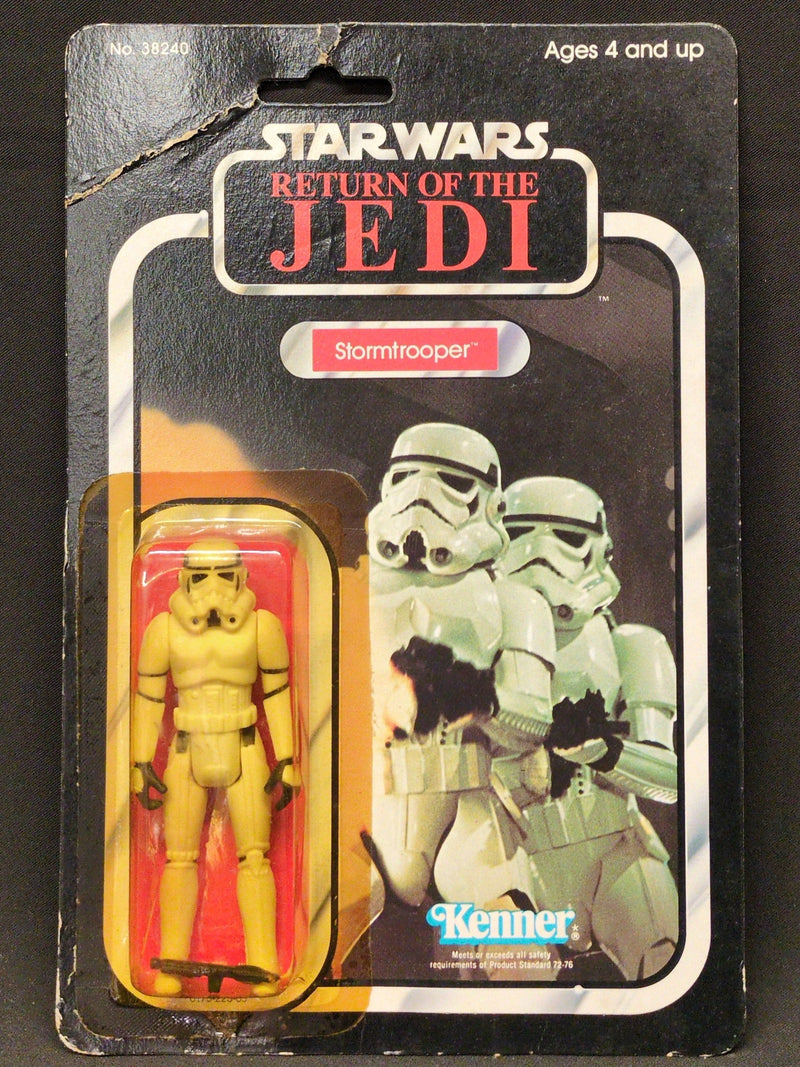 No. 38240
Ages 4 and up
STAR WARS
RETURN OF THE
JEDI
TM
Stormtrooper™
Kenner®
Meets or exceeds all safety
requirements of Product Standard 72-76